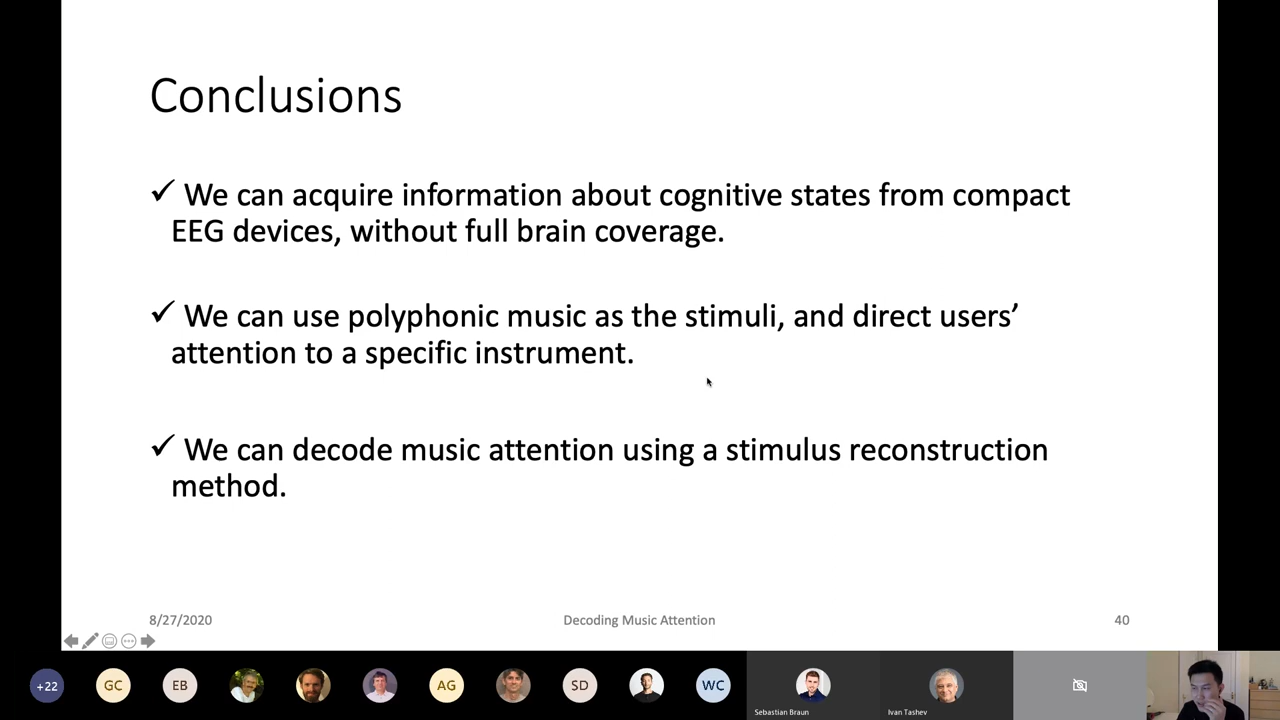 Conclusions
✓ We can acquire information about cognitive states from compact
EEG devices, without full brain coverage.
✓ We can use polyphonic music as the stimuli, and direct users’
attention to a specific instrument.
✓ We can decode music attention using a stimulus reconstruction
method.
8/27/2020
Decoding Music Attention
40
+22
GC
EB
AG
SD
WC
Sebastian Braun
Ivan Tashev